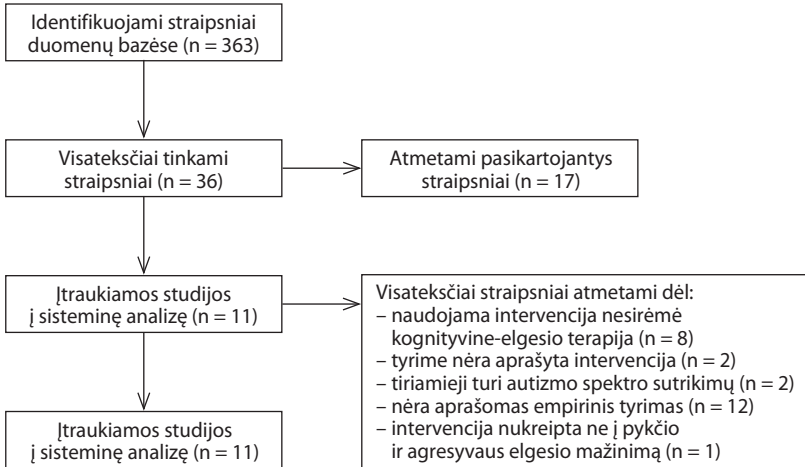 Identifikuojami straipsniai
duomenų bazėse (n = 363)
Visateksčiai tinkami
straipsniai (n = 36)
Atmetami pasikartojantys
straipsniai (n = 17)
Įtraukiamos studijos
į sisteminę analizę (n = 11)
Visateksčiai straipsniai atmetami dėl:
– naudojama intervencija nesirėmė
kognityvine-elgesio terapija (n = 8)
– tyrime nėra aprašyta intervencija (n = 2)
– tiriamieji turi autizmo spektro sutrikimų (n = 2)
– nėra aprašomas empirinis tyrimas (n = 12)
– intervencija nukreipta ne į pykčio
ir agresyvaus elgesio mažinimą (n = 1)
Įtraukiamos studijos
į sisteminę analizę (n = 11)